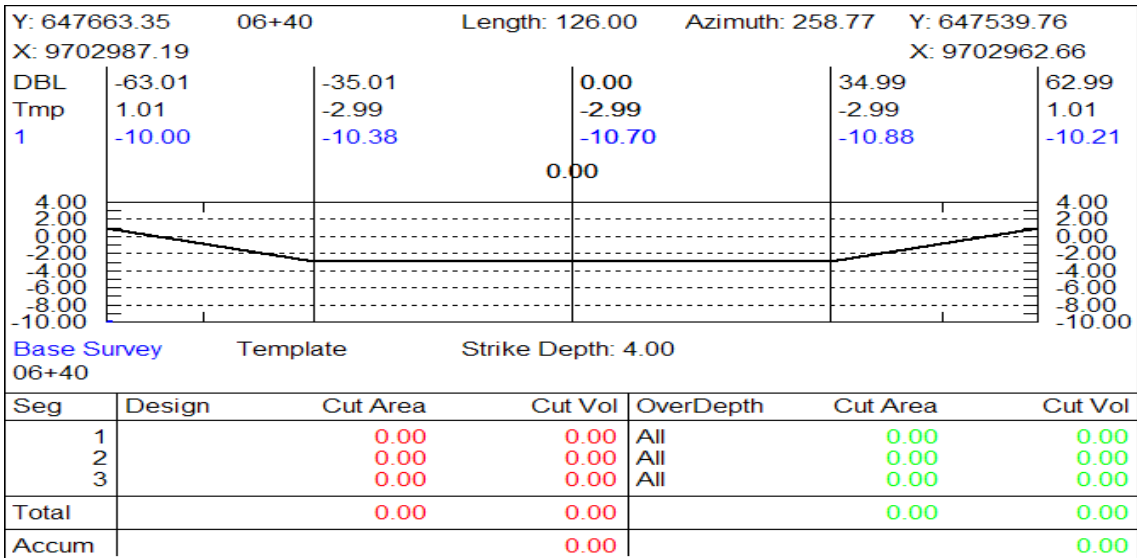 Y: 647663.35 06+40 Length: 126.00 Azimuth: 258.77 Y: 647539.76
X: 9702987.19 X: 9702962.66
DBL -63.01 -35.01 0.00 34.99 62.99
Tmp 1.01 -2.99 -2.99 -2.99 1.01
1 -10.00 -10.38 -10.70 -10.88 -10.21
0.00
4.00 4.00
2.00 2.00
0.00 0.00
-2.00 -2.00
-4.00 -4.00
-6.00 -6.00
-8.00 -8.00
-10.00 -10.00
Base Survey Template Strike Depth: 4.00
06+40
Seg Design Cut Area Cut Vol OverDepth Cut Area Cut Vol
1 0.00 0.00 All 0.00 0.00
2 0.00 0.00 All 0.00 0.00
3 0.00 0.00 All 0.00 0.00
Total 0.00 0.00 0.00 0.00
Accum 0.00 0.00